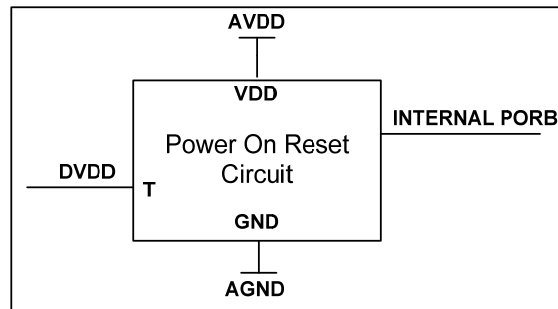 AVDD
VDD
INTERNAL PORB
Power On Reset
Circuit
DVDD
T
GND
AGND